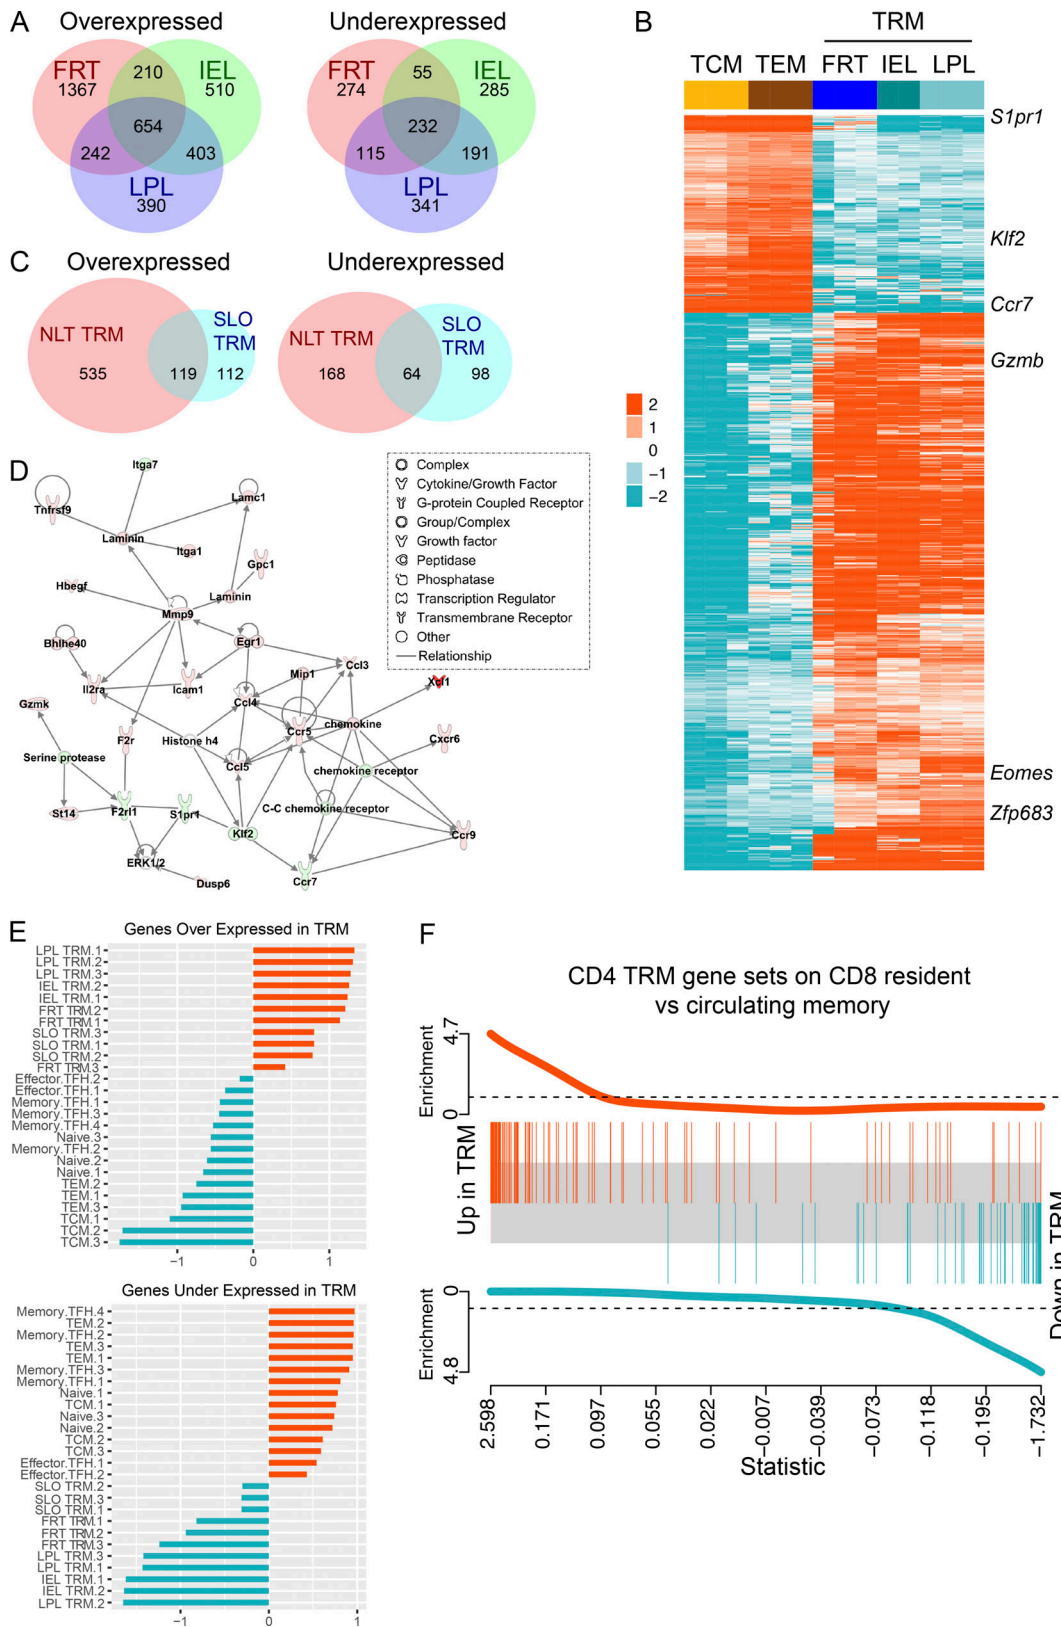 A
Overexpressed
FRT
1367
210
IEL
510
654
242
403
LPL
390
Underexpressed
FRT
274
55
IEL
285
232
115
191
LPL
341
B
TRM
TCM TEM FRT IEL LPL
S1pr1
Klf2
Ccr7
Gzmb
Eomes
Zfp683
2
1
0
−1
−2
C
Overexpressed
NLT TRM
SLO
TRM
535
119
112
Underexpressed
NLT TRM
SLO
TRM
168
64
98
D
Itga7
Tnfrsf9
Lamc1
Laminin
Itga1
Gpc1
Hbegf
Laminin
Mmp9
Bhlhe40
Egr1
Mip1
Ccl3
Xcl1
Il2ra
Icam1
Gzmk
Ccl4
chemokine
F2r
Histone h4
Ccr5
Cxcr6
Serine protease
Ccl5
chemokine receptor
St14
F2rl1
S1pr1
C-C chemokine receptor
Klf2
Ccr9
ERK1/2
Dusp6
Ccr7
Complex
Cytokine/Growth Factor
G-protein Coupled Receptor
Group/Complex
Growth factor
Peptidase
Phosphatase
Transcription Regulator
Transmembrane Receptor
Other
Relationship
E
Genes Over Expressed in TRM
LPL TRM.1
LPL TRM.2
LPL TRM.3
IEL TRM.2
IEL TRM.1
FRT TRM.2
FRT TRM.1
SLO TRM.3
SLO TRM.1
SLO TRM.2
FRT TRM.3
Effector.TFH.2
Effector.TFH.1
Memory.TFH.1
Memory.TFH.3
Memory.TFH.4
Naive.3
Memory.TFH.2
Naive.2
Naive.1
TEM.2
TEM.1
TEM.3
TCM.1
TCM.2
TCM.3
−1 0 1
Genes Under Expressed in TRM
Memory.TFH.4
TEM.2
Memory.TFH.2
TEM.3
TEM.1
Memory.TFH.3
Memory.TFH.1
Naive.1
TCM.1
Naive.3
Naive.2
TCM.2
TCM.3
Effector.TFH.1
Effector.TFH.2
SLO TRM.2
SLO TRM.3
SLO TRM.1
FRT TRM.1
FRT TRM.2
FRT TRM.3
LPL TRM.3
LPL TRM.1
IEL TRM.1
IEL TRM.2
LPL TRM.2
−1 0 1
F
CD4 TRM gene sets on CD8 resident
vs circulating memory
Enrichment
4.7
0
Up in TRM
Down in TRM
Enrichment
0
4.8
2.598
0.171
0.097
0.055
0.022
−0.007
−0.039
−0.073
−0.118
−0.195
−1.732
Statistic